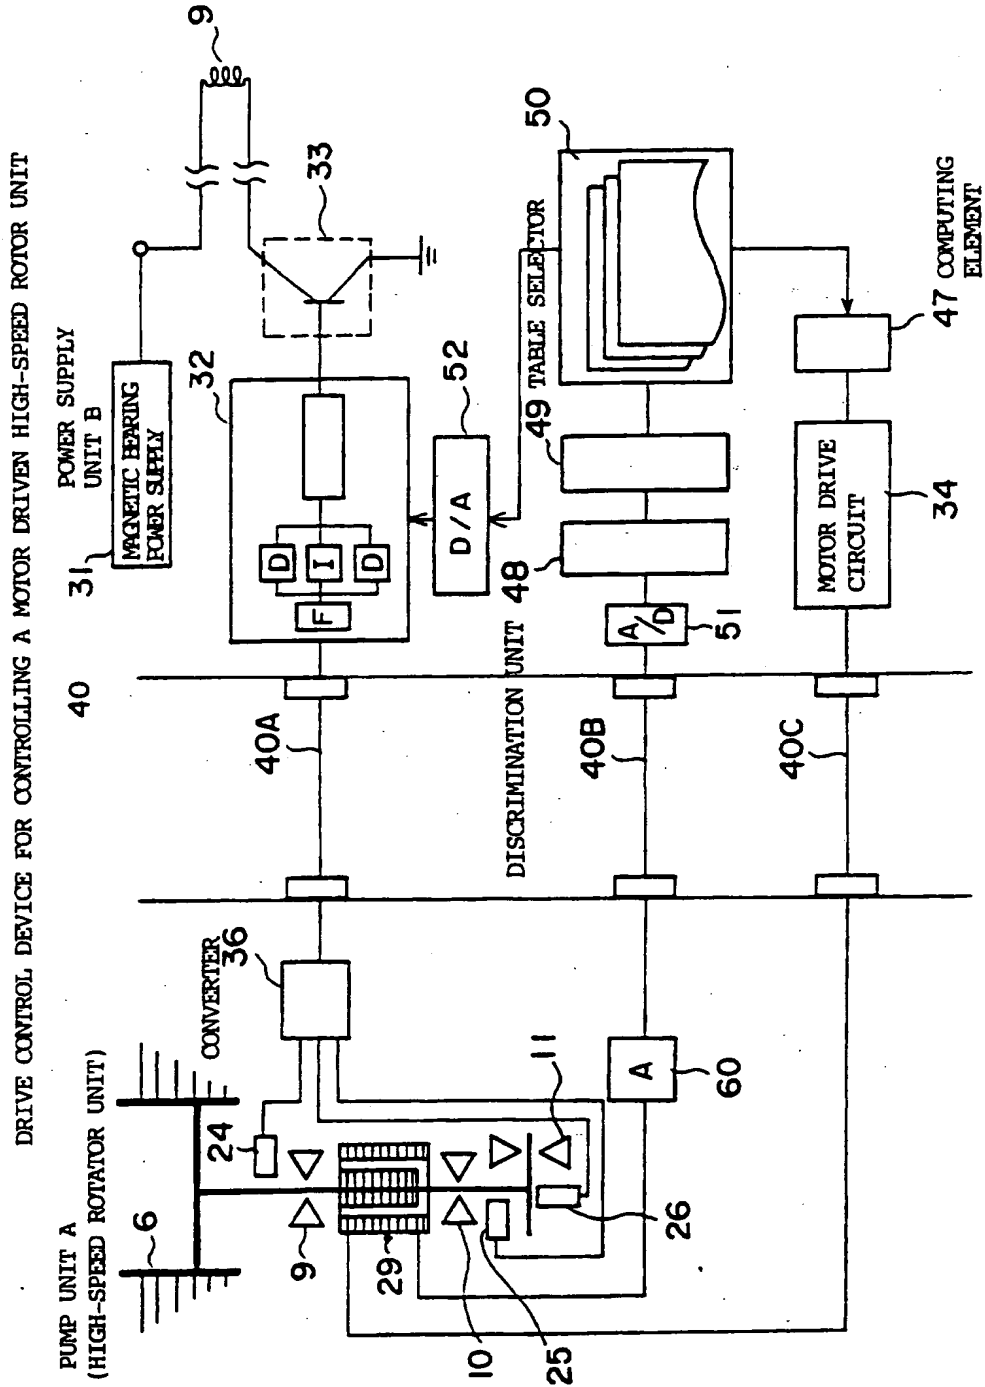 DRIVE CONTROL DEVICE FOR CONTROLLING A MOTOR DRIVEN HIGH-SPEED ROTOR UNIT
PUMP UNIT A
(HIGH-SPEED ROTATOR UNIT)
40
POWER SUPPLY
UNIT B
31
MAGNETIC BEARING
POWER SUPPLY
9
6
CONVERTER
36
24
9
29
10
25
26
11
A
60
40A
40B
40C
32
F
D
I
D
33
D/A
52
DISCRIMINATION UNIT
48
49
TABLE SELECTOR
50
A/D
51
MOTOR DRIVE
CIRCUIT
34
47
COMPUTING
ELEMENT